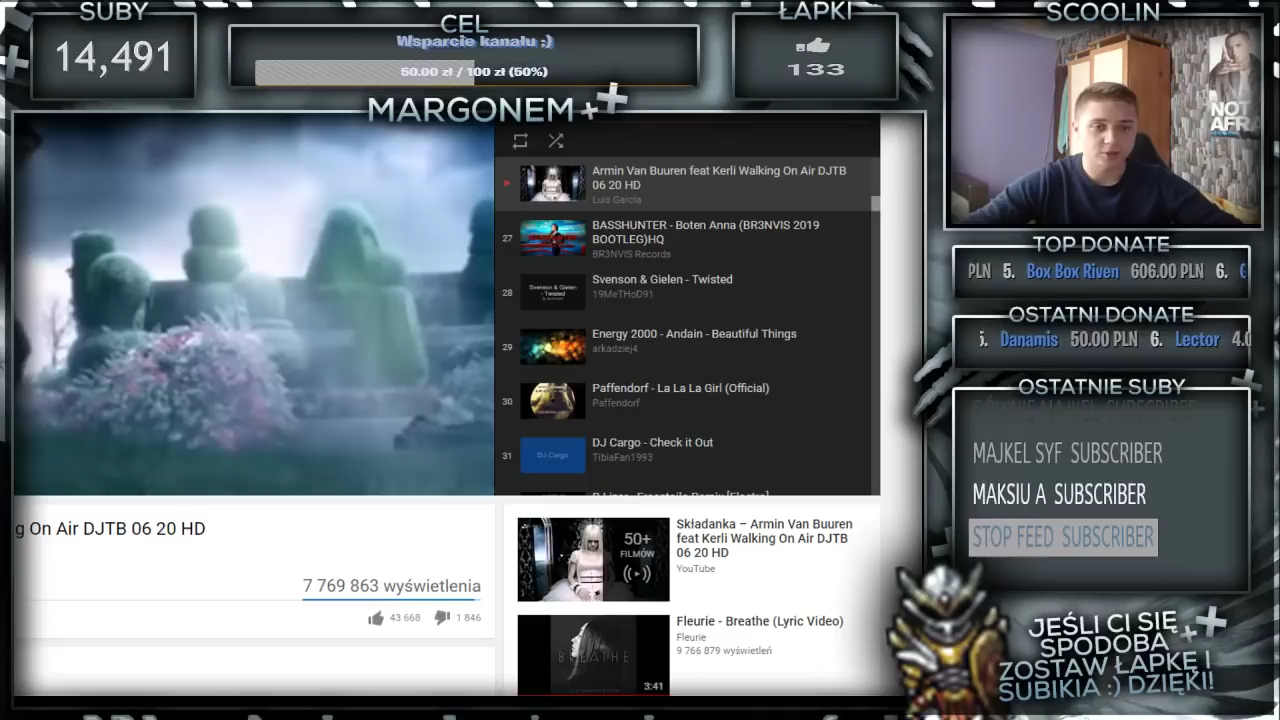 SUBY
14,491
CEL
Wsparcie kanału ;)
50.00 zł / 100 zł (50%)
ŁAPKI
133
SCOOLIN
NOT
AFRA
MARGONEM
Armin Van Buuren feat Kerli Walking On Air DJTB
06 20 HD
Luis Garcia
27
BASSHUNTER - Boten Anna (BR3NVIS 2019
BOOTLEG)HQ
BR3NVIS Records
28
Svenson & Gielen - Twisted
19MeTHoD91
29
Energy 2000 - Andain - Beautiful Things
arkadziej4
30
Paffendorf - La La La Girl (Official)
Paffendorf
31
DJ Cargo
DJ Cargo - Check it Out
TibiaFan1993
g On Air DJTB 06 20 HD
7 769 863 wyświetlenia
43 668
1 846
50+
FILMÓW
Składanka – Armin Van Buuren
feat Kerli Walking On Air DJTB
06 20 HD
YouTube
BREATHE
3:41
Fleurie - Breathe (Lyric Video)
Fleurie
9 766 879 wyświetleń
TOP DONATE
PLN 5. Box Box Riven 606.00 PLN 6.
OSTATNI DONATE
5. Danamis 50.00 PLN 6. Lector 4.0
OSTATNIE SUBY
MAJKEL SYF SUBSCRIBER
MAKSIU A SUBSCRIBER
STOP FEED SUBSCRIBER
JEŚLI CI SIĘ
SPODOBA
ZOSTAW ŁAPKĘ I
SUBIKIA :) DZIĘKI!